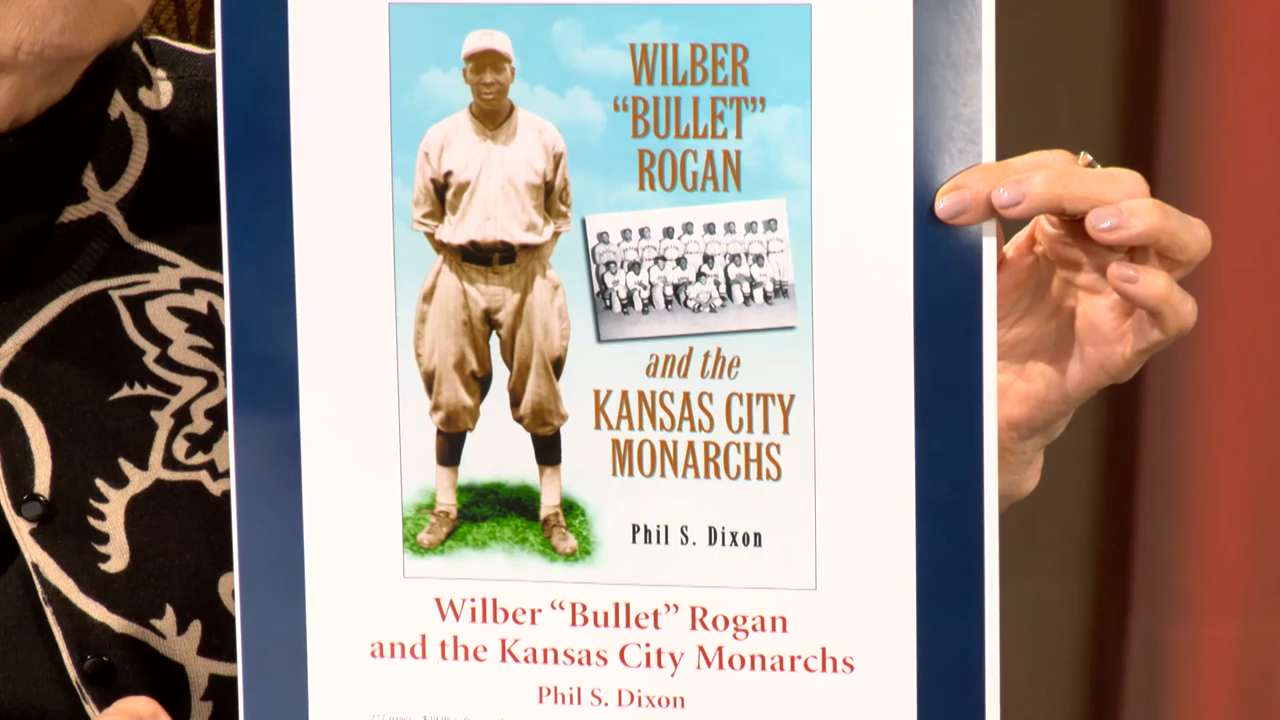 WILBER
“BULLET”
ROGAN
and the
KANSAS CITY
MONARCHS
Phil S. Dixon
Wilber “Bullet” Rogan
and the Kansas City Monarchs
Phil S. Dixon